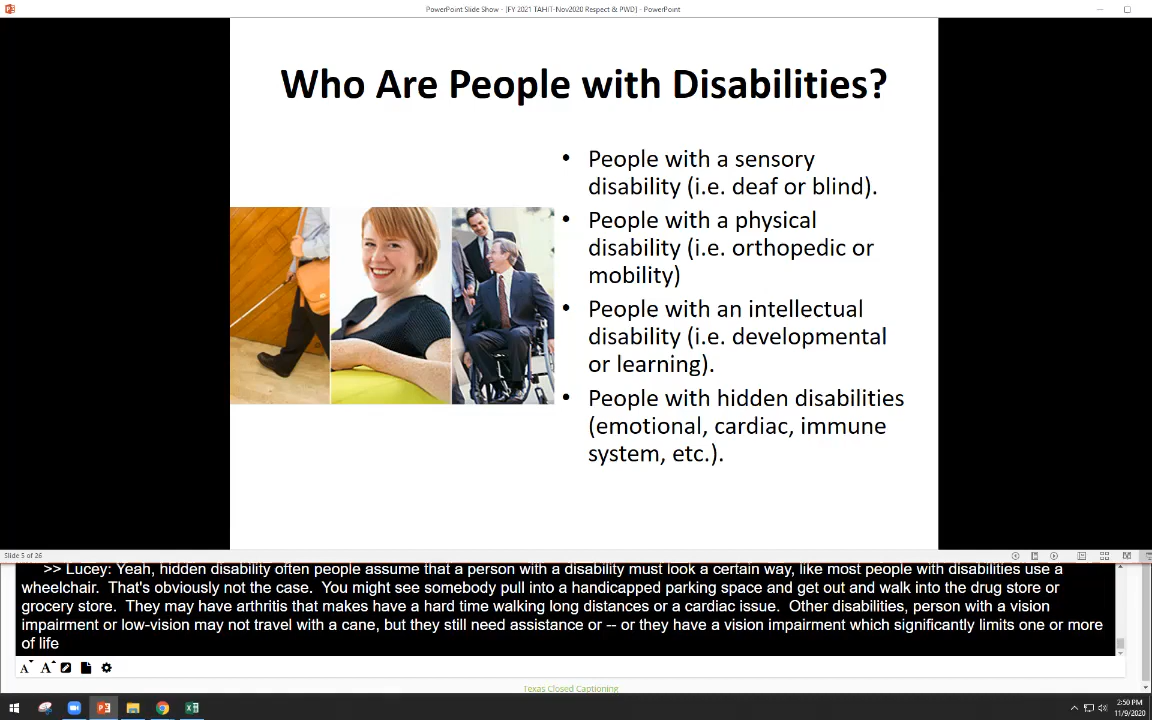 PowerPoint Slide Show - [FY 2021 TAHIT-Nov2020 Respect & PWD] - PowerPoint
Who Are People with Disabilities?
• People with a sensory
disability (i.e. deaf or blind).
• People with a physical
disability (i.e. orthopedic or
mobility)
• People with an intellectual
disability (i.e. developmental
or learning).
• People with hidden disabilities
(emotional, cardiac, immune
system, etc.).
Slide 5 of 26
>> Lucey: Yeah, hidden disability often people assume that a person with a disability must look a certain way, like most people with disabilities use a
wheelchair. That's obviously not the case. You might see somebody pull into a handicapped parking space and get out and walk into the drug store or
grocery store. They may have arthritis that makes have a hard time walking long distances or a cardiac issue. Other disabilities, person with a vision
impairment or low-vision may not travel with a cane, but they still need assistance or -- or they have a vision impairment which significantly limits one or more
of life
A A
Texas Closed Captioning
2:50 PM
11/9/2020